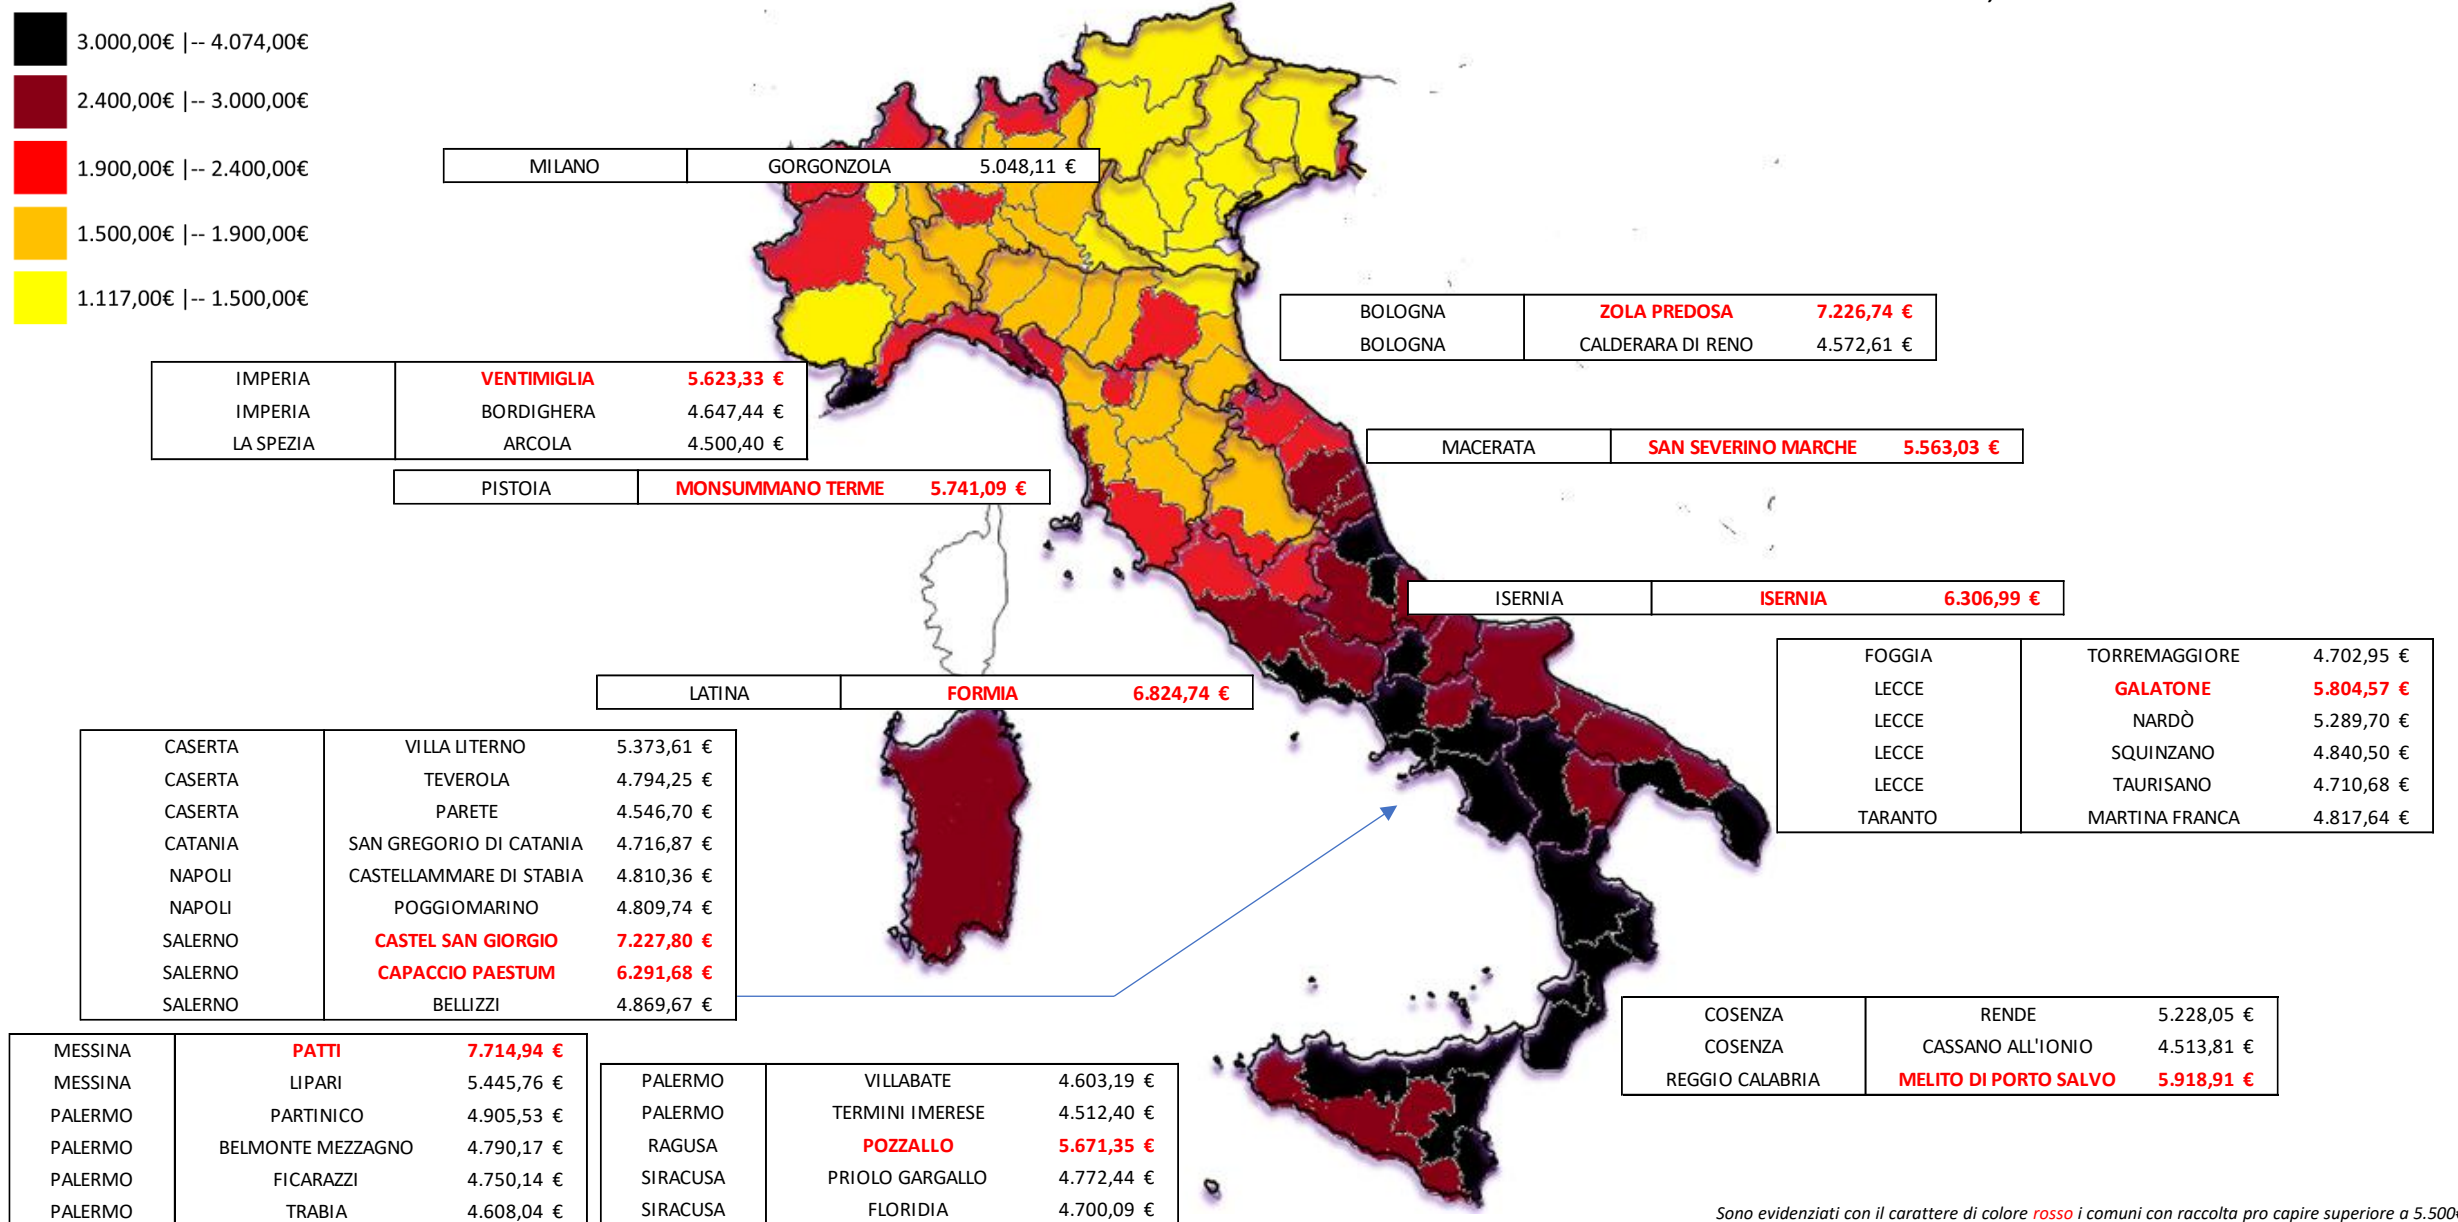 3.000,00€ |-- 4.074,00€
2.400,00€ |-- 3.000,00€
1.900,00€ |-- 2.400,00€
1.500,00€ |-- 1.900,00€
1.117,00€ |-- 1.500,00€
MILANO GORGONZOLA 5.048,11 €
BOLOGNA ZOLA PREDOSA 7.226,74 €
BOLOGNA CALDERARA DI RENO 4.572,61 €
IMPERIA VENTIMIGLIA 5.623,33 €
IMPERIA BORDIGHERA 4.647,44 €
LA SPEZIA ARCOLA 4.500,40 €
MACERATA SAN SEVERINO MARCHE 5.563,03 €
PISTOIA MONSUMMANO TERME 5.741,09 €
ISERNIA ISERNIA 6.306,99 €
FOGGIA TORREMAGGIORE 4.702,95 €
LECCE GALATONE 5.804,57 €
LECCE NARDÒ 5.289,70 €
LECCE SQUINZANO 4.840,50 €
LECCE TAURISANO 4.710,68 €
TARANTO MARTINA FRANCA 4.817,64 €
LATINA FORMIA 6.824,74 €
CASERTA VILLA LITERNO 5.373,61 €
CASERTA TEVEROLA 4.794,25 €
CASERTA PARETE 4.546,70 €
CATANIA SAN GREGORIO DI CATANIA 4.716,87 €
NAPOLI CASTELLAMMARE DI STABIA 4.810,36 €
NAPOLI POGGIOMARINO 4.809,74 €
SALERNO CASTEL SAN GIORGIO 7.227,80 €
SALERNO CAPACCIO PAESTUM 6.291,68 €
SALERNO BELLIZZI 4.869,67 €
COSENZA RENDE 5.228,05 €
COSENZA CASSANO ALL'IONIO 4.513,81 €
REGGIO CALABRIA MELITO DI PORTO SALVO 5.918,91 €
MESSINA PATTI 7.714,94 €
MESSINA LIPARI 5.445,76 €
PALERMO PARTINICO 4.905,53 €
PALERMO BELMONTE MEZZAGNO 4.790,17 €
PALERMO FICARAZZI 4.750,14 €
PALERMO TRABIA 4.608,04 €
PALERMO VILLABATE 4.603,19 €
PALERMO TERMINI IMERESE 4.512,40 €
RAGUSA POZZALLO 5.671,35 €
SIRACUSA PRIOLO GARGALLO 4.772,44 €
SIRACUSA FLORIDIA 4.700,09 €
Sono evidenziati con il carattere di colore rosso i comuni con raccolta pro capire superiore a 5.500€